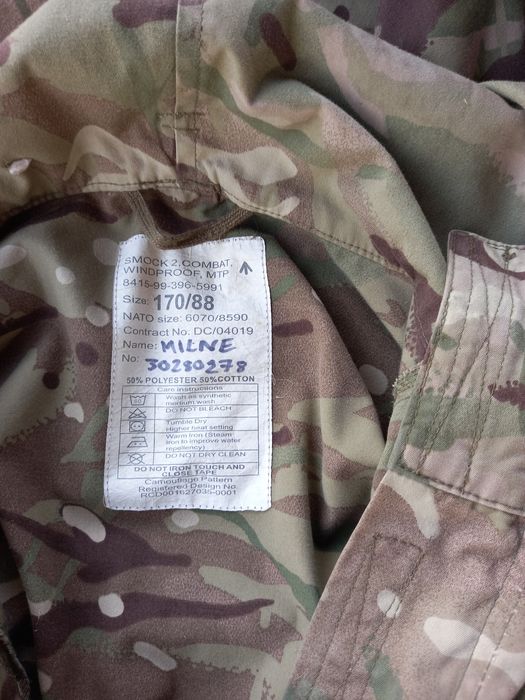 SMOCK 2,COMBAT,
WINDPROOF, MTP
8415-99-396-5991
Size: 170/88
NATO size: 6070/8590
Contract No. DC/04019
Name: MILNE
No: 30280278
50% POLYESTER 50%COTTON
Care instructions
Wash as synthetic
medium wash
DO NOT BLEACH
Tumble Dry
Higher heat setting
Warm Iron (Steam
Iron to improve water
repellency)
DO NOT DRY CLEAN
DO NOT IRON TOUCH AND
CLOSE TAPE
Camouflage Pattern
Registered Design No.
RCD001627035-0001